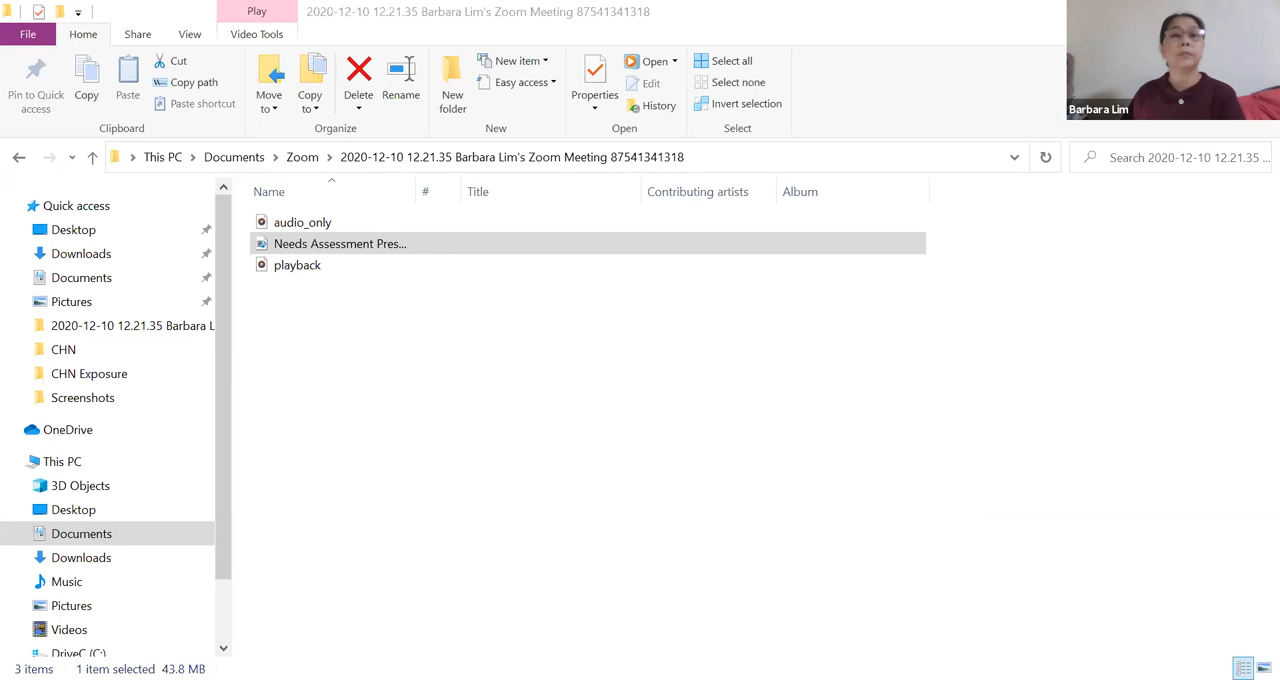 Play
2020-12-10 12.21.35 Barbara Lim's Zoom Meeting 87541341318
File
Home
Share
View
Video Tools
Pin to Quick access
Copy
Paste
Cut
Copy path
Paste shortcut
Clipboard
Move to
Copy to
Delete
Rename
Organize
New folder
New item
Easy access
New
Properties
Open
Edit
History
Open
Select all
Select none
Invert selection
Select
Barbara Lim
This PC
Documents
Zoom
2020-12-10 12.21.35 Barbara Lim's Zoom Meeting 87541341318
Search 2020-12-10 12.21.35 ...
Name
#
Title
Contributing artists
Album
audio_only
Needs Assessment Pres...
playback
Quick access
Desktop
Downloads
Documents
Pictures
2020-12-10 12.21.35 Barbara L
CHN
CHN Exposure
Screenshots
OneDrive
This PC
3D Objects
Desktop
Documents
Downloads
Music
Pictures
Videos
DriveC (C:)
3 items
1 item selected 43.8 MB